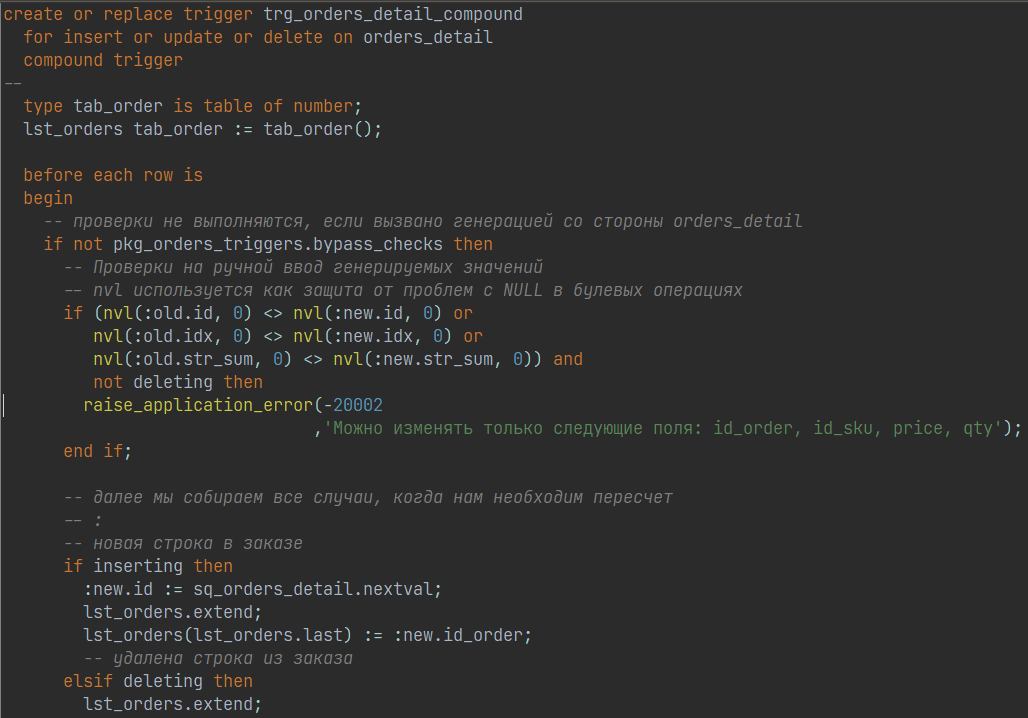 create or replace trigger trg_orders_detail_compound
  for insert or update or delete on orders_detail
  compound trigger
--
  type tab_order is table of number;
  lst_orders tab_order := tab_order();

  before each row is
  begin
    -- проверки не выполняются, если вызвано генерацией со стороны orders_detail
    if not pkg_orders_triggers.bypass_checks then
      -- Проверки на ручной ввод генерируемых значений
      -- nvl используется как защита от проблем с NULL в булевых операциях
      if (nvl(:old.id, 0) <> nvl(:new.id, 0) or
         nvl(:old.idx, 0) <> nvl(:new.idx, 0) or
         nvl(:old.str_sum, 0) <> nvl(:new.str_sum, 0)) and
         not deleting then
        raise_application_error(-20002
                               ,'Можно изменять только следующие поля: id_order, id_sku, price, qty');
      end if;

      -- далее мы собираем все случаи, когда нам необходим пересчет
      -- :
      -- новая строка в заказе
      if inserting then
        :new.id := sq_orders_detail.nextval;
        lst_orders.extend;
        lst_orders(lst_orders.last) := :new.id_order;
        -- удалена строка из заказа
      elsif deleting then
        lst_orders.extend;